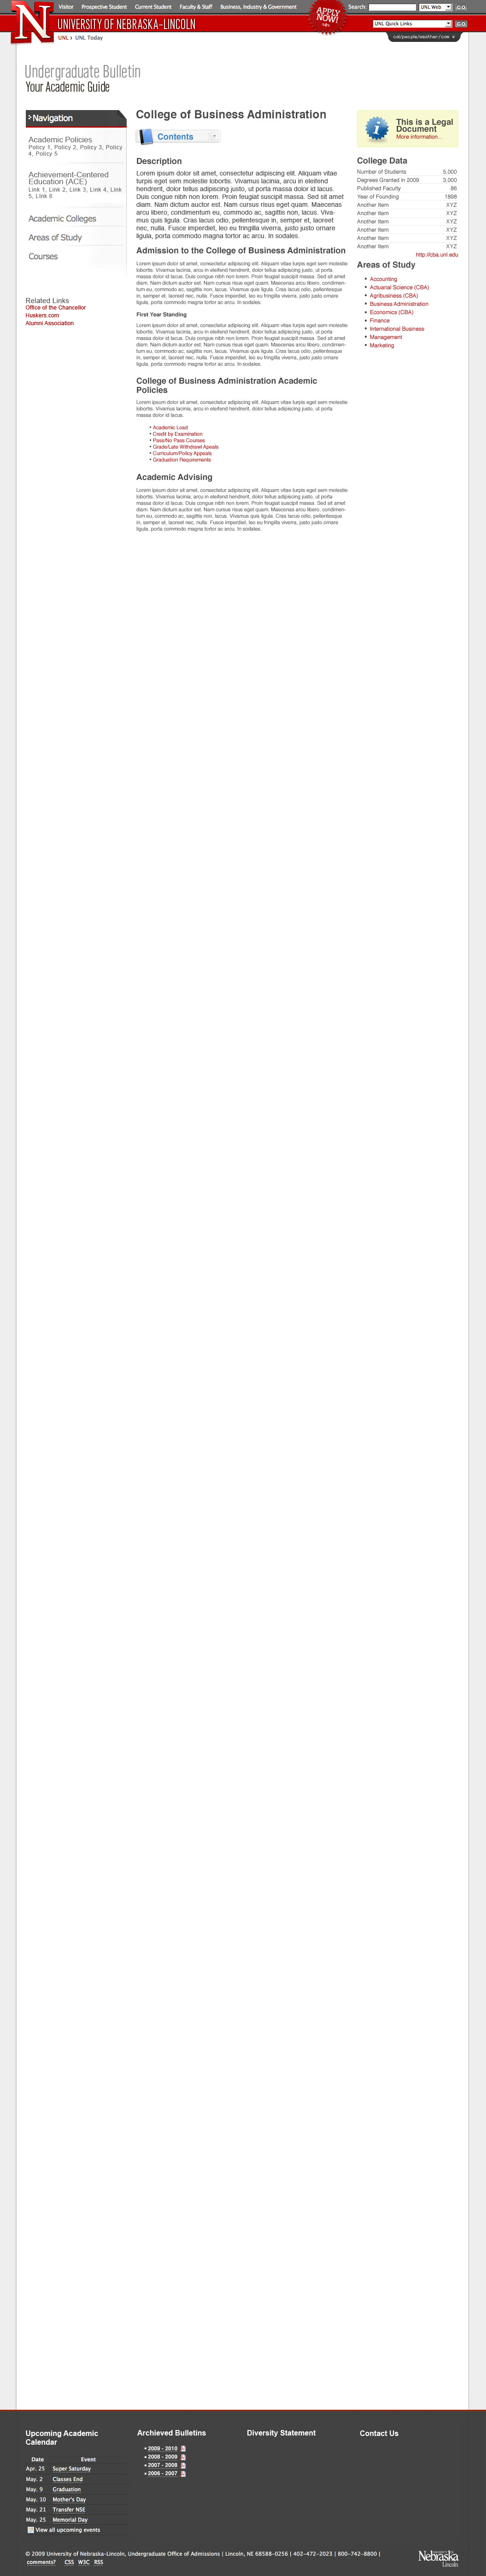 Visitor Prospective Student Current Student Faculty & Staff Business, Industry & Government
APPLY NOW!
Search: UNL Web GO
N
UNIVERSITY OF NEBRASKA–LINCOLN
UNL Quick Links GO
UNL › UNL Today
cal/people/weather/cam
Undergraduate Bulletin
Your Academic Guide
Navigation
Academic Policies
Policy 1, Policy 2, Policy 3, Policy
4, Policy 5
Achievement-Centered
Education (ACE)
Link 1, Link 2, Link 3, Link 4, Link
5, Llink 6
Academic Colleges
Areas of Study
Courses
Related Links
Office of the Chancellor
Huskers.com
Alumni Association
College of Business Administration
Contents
Description
Lorem ipsum dolor sit amet, consectetur adipiscing elit. Aliquam vitae
turpis eget sem molestie lobortis. Vivamus lacinia, arcu in eleifend
hendrerit, dolor tellus adipiscing justo, ut porta massa dolor id lacus.
Duis congue nibh non lorem. Proin feugiat suscipit massa. Sed sit amet
diam. Nam dictum auctor est. Nam cursus risus eget quam. Maecenas
arcu libero, condimentum eu, commodo ac, sagittis non, lacus. Viva-
mus quis ligula. Cras lacus odio, pellentesque in, semper et, laoreet
nec, nulla. Fusce imperdiet, leo eu fringilla viverra, justo justo ornare
ligula, porta quis commodo magna tortor ac arcu. In sodales.
Admission to the College of Business Administration
Lorem ipsum dolor sit amet, consectetur adipiscing elit. Aliquam vitae turpis eget sem molestie
lobortis. Vivamus lacinia, arcu in eleifend hendrerit, dolor tellus adipiscing justo, ut porta
massa dolor id lacus. Duis congue nibh non lorem. Proin feugiat suscipit massa. Sed sit amet
diam. Nam dictum auctor est. Nam cursus risus eget quam. Maecenas arcu libero, condimen-
tum eu, commodo ac, sagittis non, lacus. Vivamus quis ligula. Cras lacus odio, pellentesque
in, semper et, laoreet nec, nulla. Fusce imperdiet, leo eu fringilla viverra, justo justo ornare
ligula, porta quis commodo magna tortor ac arcu. In sodales.
First Year Standing
Lorem ipsum dolor sit amet, consectetur adipiscing elit. Aliquam vitae turpis eget sem molestie
lobortis. Vivamus lacinia, arcu in eleifend hendrerit, dolor tellus adipiscing justo, ut porta
massa dolor id lacus. Duis congue nibh non lorem. Proin feugiat suscipit massa. Sed sit amet
diam. Nam dictum auctor est. Nam cursus risus eget quam. Maecenas arcu libero, condimen-
tum eu, commodo ac, sagittis non, lacus. Vivamus quis ligula. Cras lacus odio, pellentesque
in, semper et, laoreet nec, nulla. Fusce imperdiet, leo eu fringilla viverra, justo justo ornare
ligula, porta quis commodo magna tortor ac arcu. In sodales.
College of Business Administration Academic
Policies
Lorem ipsum dolor sit amet, consectetur adipiscing elit. Aliquam vitae turpis eget sem molestie
lobortis. Vivamus lacinia, arcu in eleifend hendrerit, dolor tellus adipiscing justo, ut porta
massa dolor id lacus.
• Academic Load
• Credit by Examination
• Pass/No Pass Courses
• Grade/Late Withdrawl Apeals
• Curriculum/Policy Appeals
• Graduation Requirements
Academic Advising
Lorem ipsum dolor sit amet, consectetur adipiscing elit. Aliquam vitae turpis eget sem molestie
lobortis. Vivamus lacinia, arcu in eleifend hendrerit, dolor tellus adipiscing justo, ut porta
massa dolor id lacus. Duis congue nibh non lorem. Proin feugiat suscipit massa. Sed sit amet
diam. Nam dictum auctor est. Nam cursus risus eget quam. Maecenas arcu libero, condimen-
tum eu, commodo ac, sagittis non, lacus. Vivamus quis ligula. Cras lacus odio, pellentesque
in, semper et, laoreet nec, nulla. Fusce imperdiet, leo eu fringilla viverra, justo justo ornare
ligula, porta quis commodo magna tortor ac arcu. In sodales.
This is a Legal
Document
More information...
College Data
Number of Students 5,000
Degrees Granted in 2009 3,000
Published Faculty 86
Year of Founding 1898
Another Item XYZ
Another Item XYZ
Another Item XYZ
Another Item XYZ
Another Item XYZ
Another Item XYZ
http://cba.unl.edu
Areas of Study
• Accounting
• Actuarial Science (CBA)
• Agribusiness (CBA)
• Business Administration
• Economics (CBA)
• Finance
• International Business
• Management
• Marketing
Upcoming Academic
Calendar
Date Event
Apr. 25 Super Saturday
May. 2 Classes End
May. 9 Graduation
May. 10 Mother's Day
May. 21 Transfer NSE
May. 25 Memorial Day
View all upcoming events
Archieved Bulletins
2009 - 2010
2008 - 2009
2007 - 2008
2006 - 2007
Diversity Statement
Contact Us
© 2009 University of Nebraska-Lincoln, Undergraduate Office of Admissions | Lincoln, NE 68588-0256 | 402-472-2023 | 800-742-8800 |
comments? CSS W3C RSS
Nebraska
Lincoln